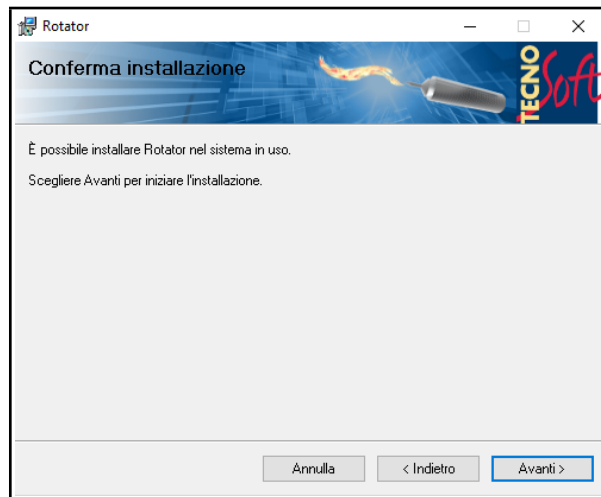 Rotator
Conferma installazione
TECNO
Soft
È possibile installare Rotator nel sistema in uso.
Scegliere Avanti per iniziare l'installazione.
Annulla
< Indietro
Avanti >